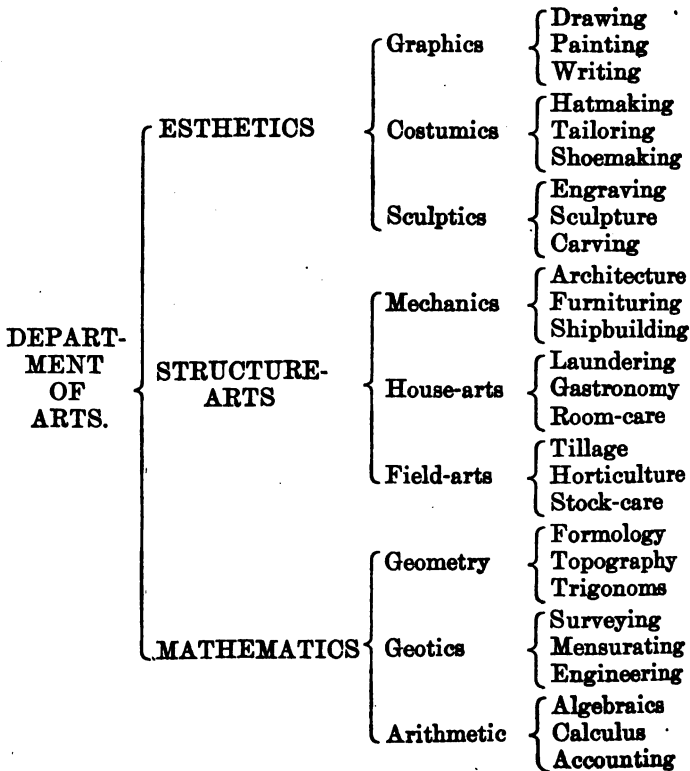 DEPART-
MENT
OF
ARTS.
ESTHETICS
Graphics
Drawing
Painting
Writing
Costumics
Hatmaking
Tailoring
Shoemaking
Sculptics
Engraving
Sculpture
Carving
STRUCTURE-
ARTS
Mechanics
Architecture
Furnituring
Shipbuilding
House-arts
Laundering
Gastronomy
Room-care
Field-arts
Tillage
Horticulture
Stock-care
MATHEMATICS
Geometry
Formology
Topography
Trigonoms
Geotics
Surveying
Mensurating
Engineering
Arithmetic
Algebraics
Calculus
Accounting